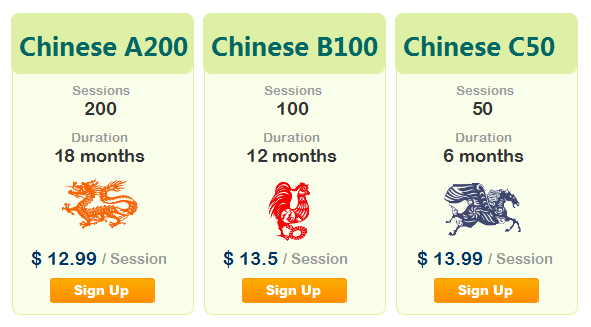 Chinese A200
Sessions
200
Duration
18 months
$ 12.99 / Session
Sign Up
Chinese B100
Sessions
100
Duration
12 months
$ 13.5 / Session
Sign Up
Chinese C50
Sessions
50
Duration
6 months
$ 13.99 / Session
Sign Up